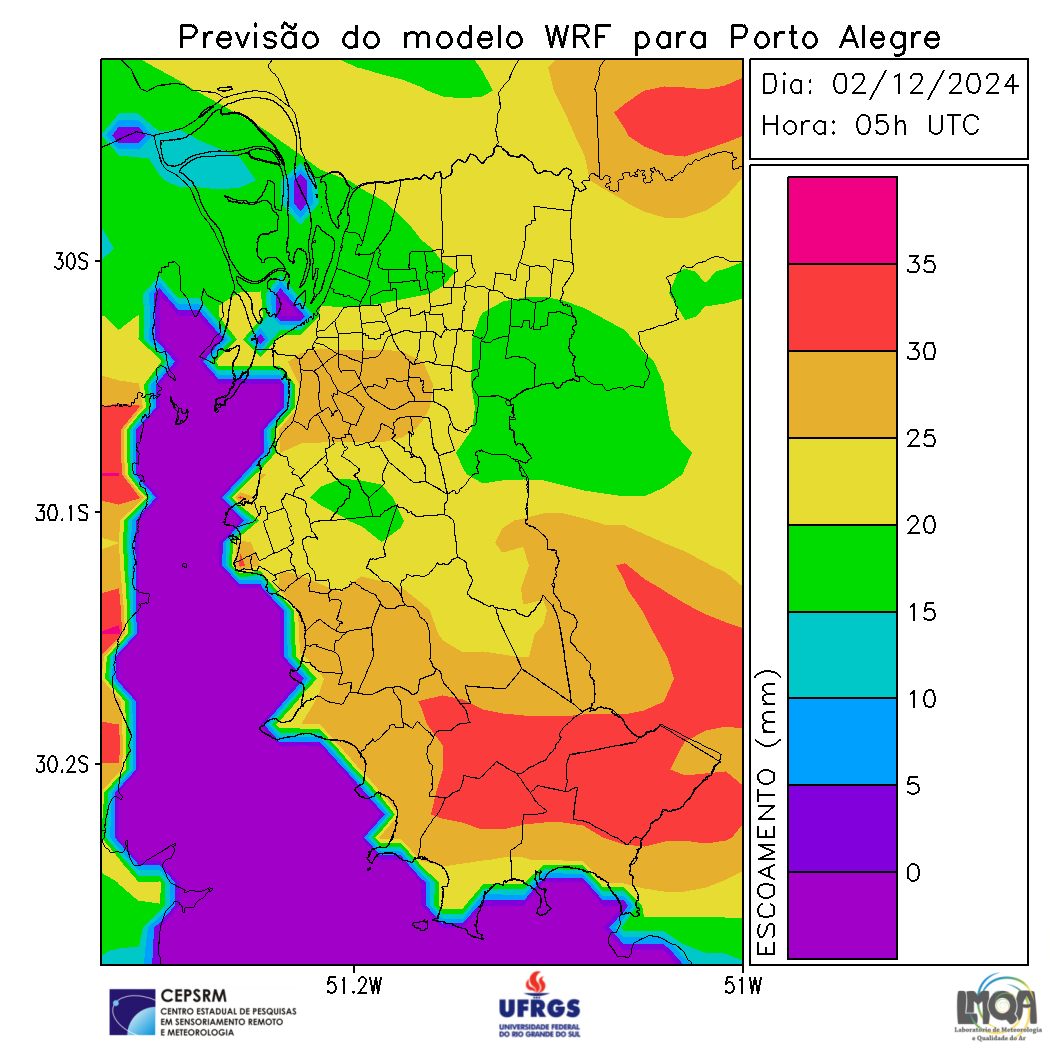 Previsão do modelo WRF para Porto Alegre
Dia: 02/12/2024
Hora: 05h UTC
30S
30.1S
30.2S
51.2W
51W
ESCOAMENTO (mm)
35
30
25
20
15
10
5
0
CEPSRM
CENTRO ESTADUAL DE PESQUISAS
EM SENSORIAMENTO REMOTO
E METEOROLOGIA
UFRGS
UNIVERSIDADE FEDERAL
DO RIO GRANDE DO SUL
LMQA
Laboratório de Meteorologia
e Qualidade do Ar